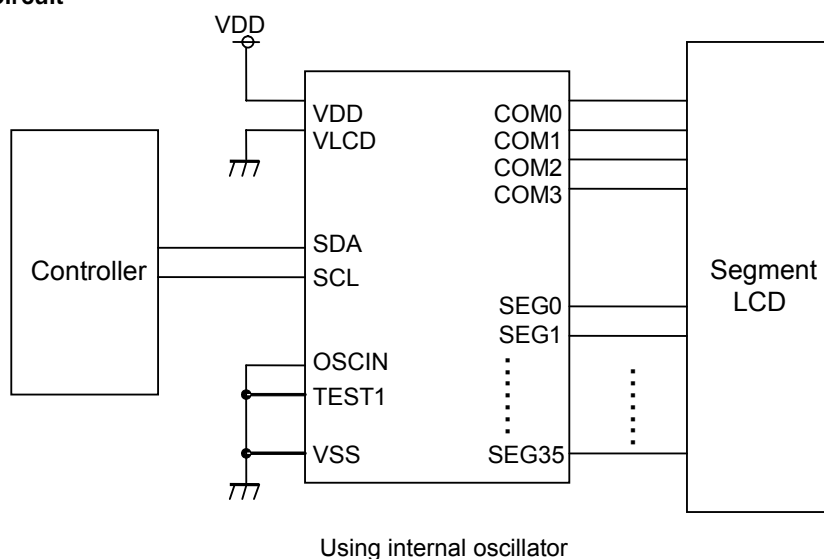 VDD
VDD
VLCD
SDA
SCL
OSCIN
TEST1
VSS
COM0
COM1
COM2
COM3
SEG0
SEG1
SEG35
Controller
Segment
LCD
Using internal oscillator